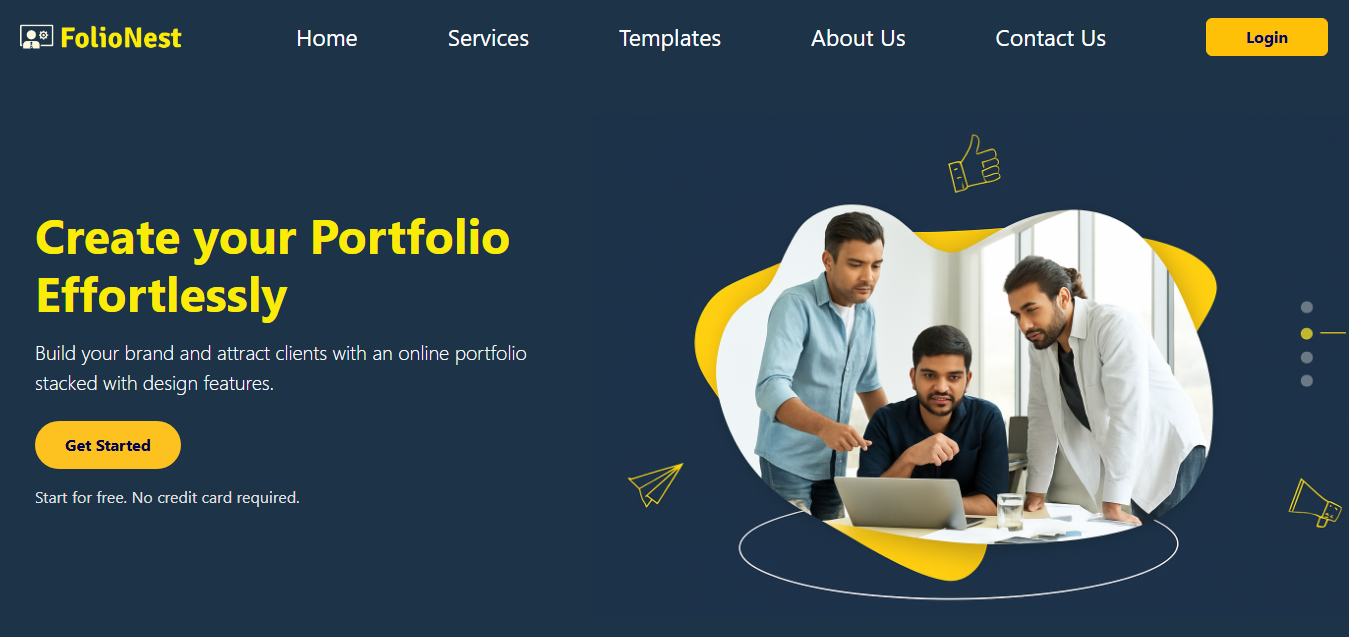 FolioNest
Home
Services
Templates
About Us
Contact Us
Login
Create your Portfolio
Effortlessly
Build your brand and attract clients with an online portfolio
stacked with design features.
Get Started
Start for free. No credit card required.